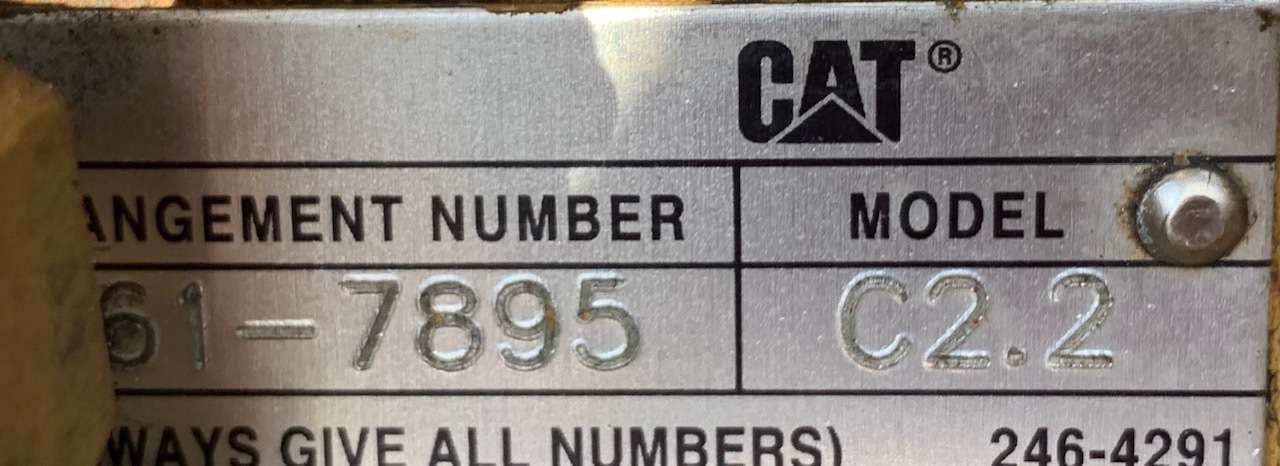 CAT®
ANGEMENT NUMBER MODEL
61-7895 C2.2
WAYS GIVE ALL NUMBERS) 246-4291